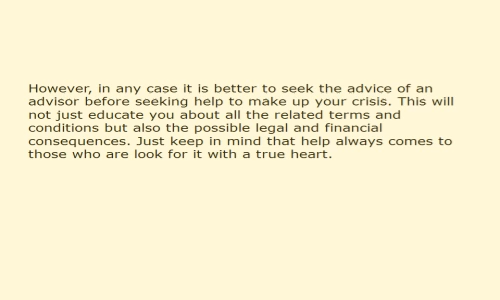 However, in any case it is better to seek the advice of an
advisor before seeking help to make up your crisis. This will
not just educate you about all the related terms and
conditions but also the possible legal and financial
consequences. Just keep in mind that help always comes to
those who are look for it with a true heart.